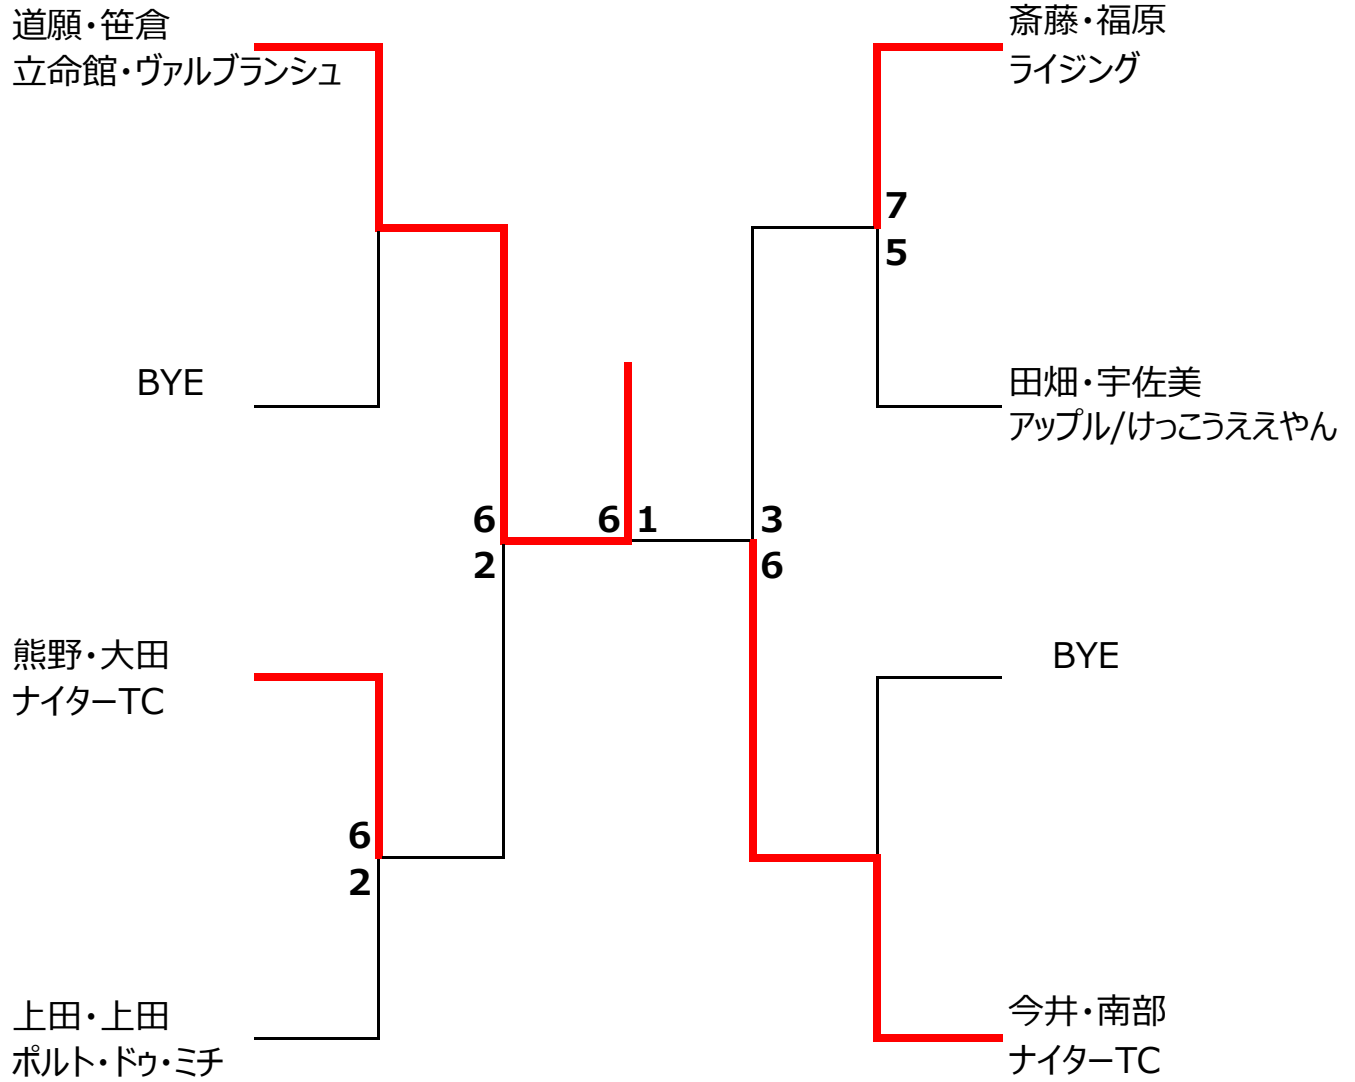 道願・笹倉
立命館・ヴァルブランシュ
斎藤・福原
ライジング
7
5
BYE
田畑・宇佐美
アップル/けっこうええやん
6
2
6 1
3
6
熊野・大田
ナイターTC
BYE
6
2
上田・上田
ポルト・ドゥ・ミチ
今井・南部
ナイターTC